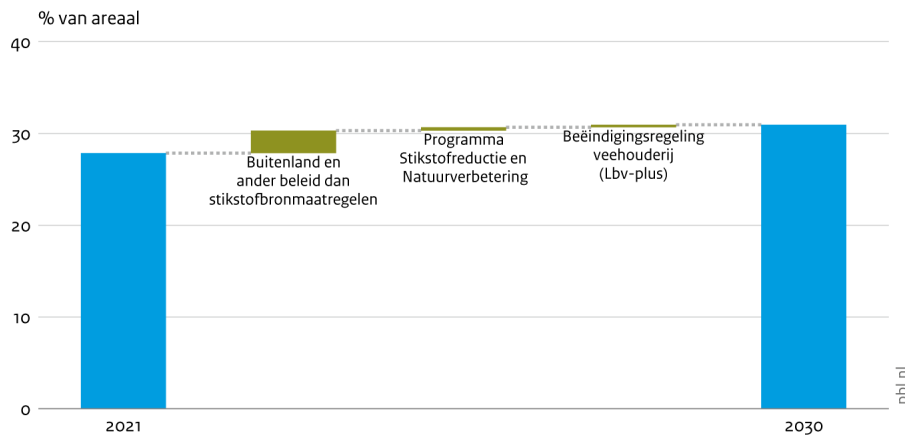 % van areaal
40
30
20
10
0
Buitenland en
ander beleid dan
stikstofbronmaatregelen
Programma
Stikstofreductie en
Natuurverbetering
Beëindigingsregeling
veehouderij
(Lbv-plus)
2021
2030
pbl.nl